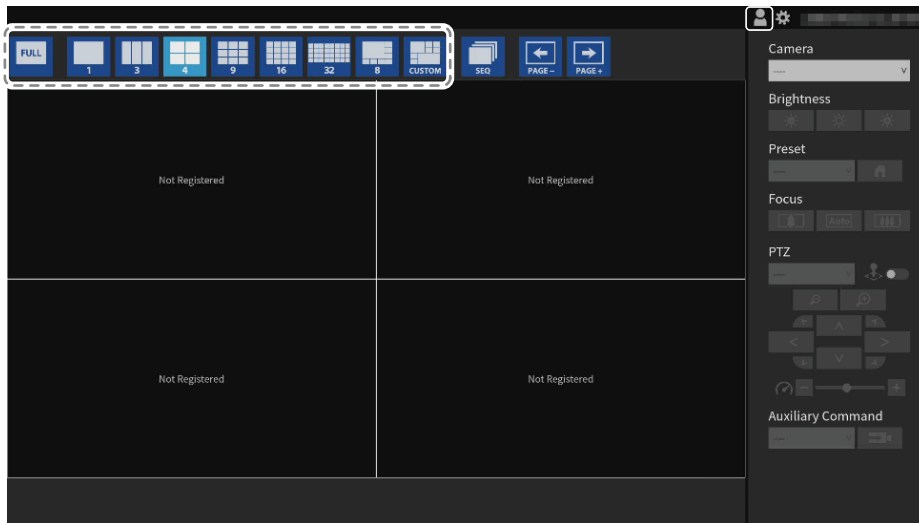 FULL
1
3
4
9
16
32
8
CUSTOM
SEQ
PAGE –
PAGE +
Camera
Brightness
Not Registered
Not Registered
Preset
Focus
Auto
PTZ
Not Registered
Not Registered
Auxiliary Command